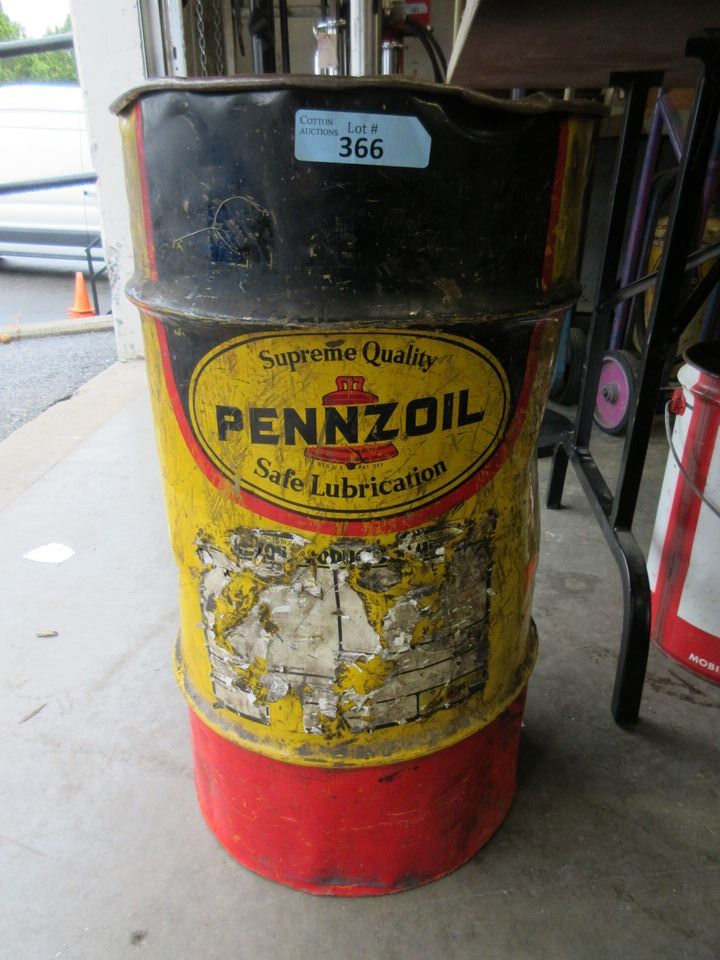 COTTON
AUCTIONS
Lot #
366
Supreme Quality
PENNZOIL
Safe Lubrication
MOBI